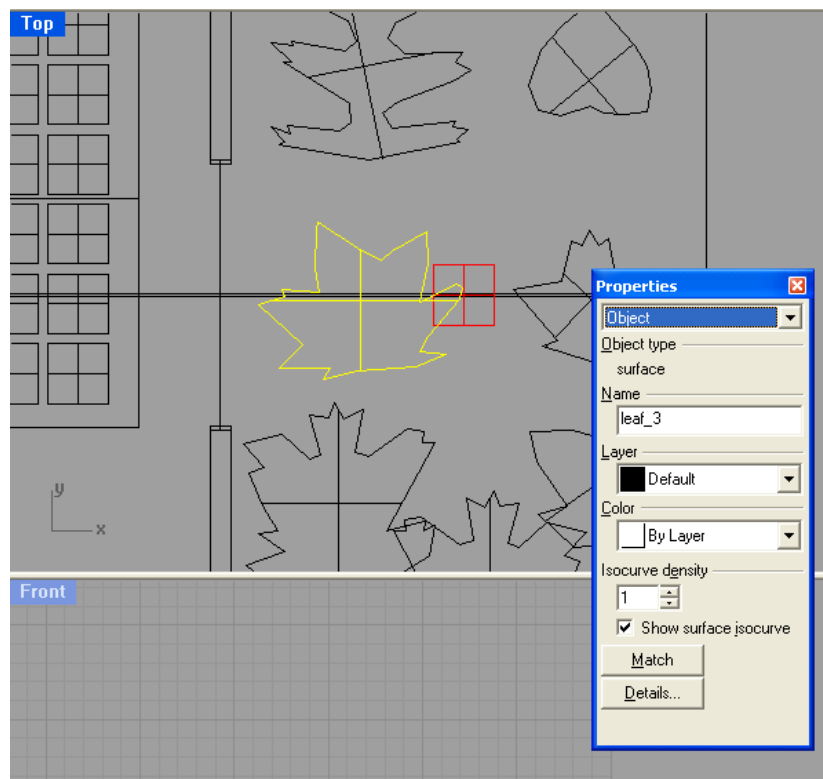 Top
Properties
Object
Object type
surface
Name
leaf_3
Layer
Default
Color
By Layer
y
x
Isocurve density
1
Front
Show surface isocurve
Match
Details...